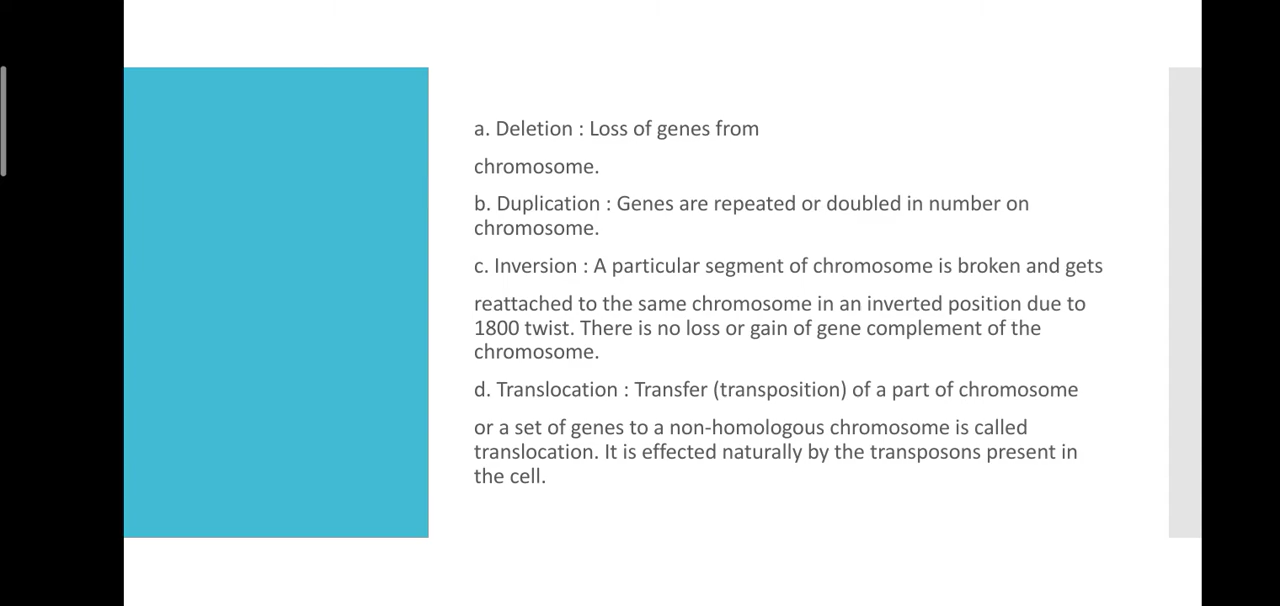 a. Deletion : Loss of genes from
chromosome.
b. Duplication : Genes are repeated or doubled in number on
chromosome.
c. Inversion : A particular segment of chromosome is broken and gets
reattached to the same chromosome in an inverted position due to
1800 twist. There is no loss or gain of gene complement of the
chromosome.
d. Translocation : Transfer (transposition) of a part of chromosome
or a set of genes to a non-homologous chromosome is called
translocation. It is effected naturally by the transposons present in
the cell.